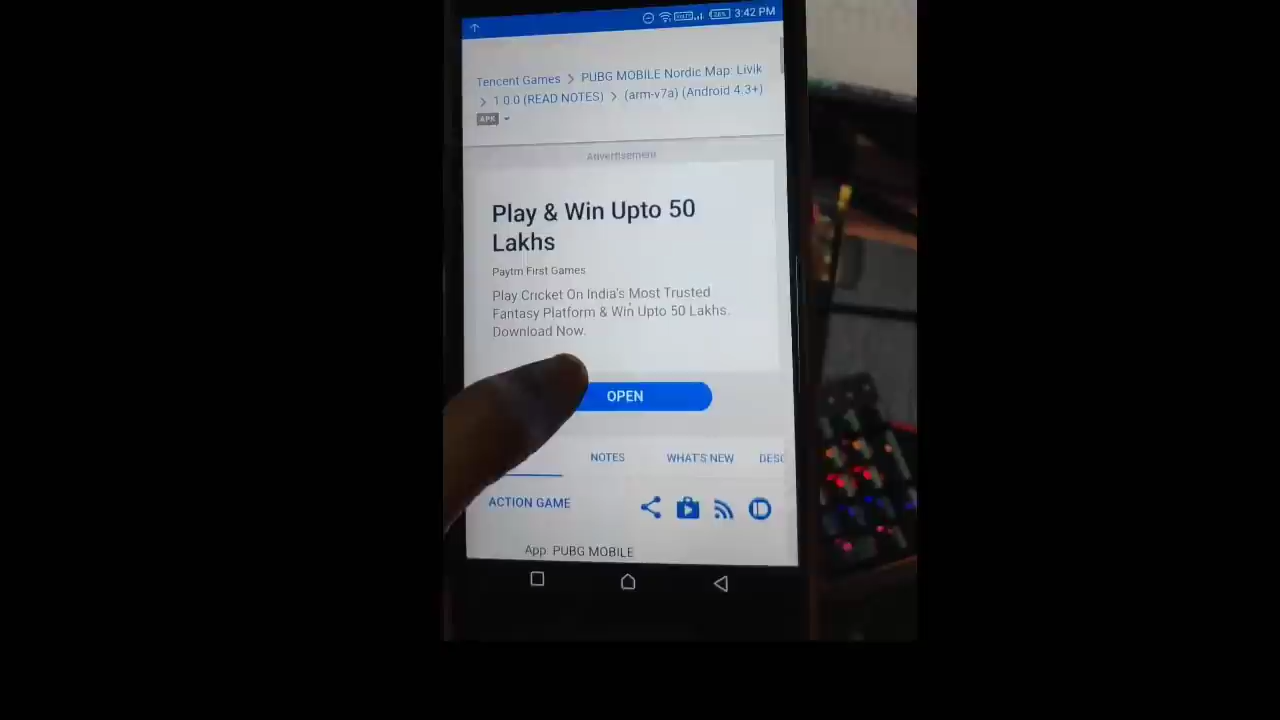 3:42 PM
Tencent Games > PUBG MOBILE Nordic Map: Livik
> 1.0.0 (READ NOTES) > (arm-v7a) (Android 4.3+)
APK
Advertisement
Play & Win Upto 50
Lakhs
Paytm First Games
Play Cricket On India's Most Trusted
Fantasy Platform & Win Upto 50 Lakhs.
Download Now.
OPEN
NOTES WHAT'S NEW DESC
ACTION GAME
App: PUBG MOBILE